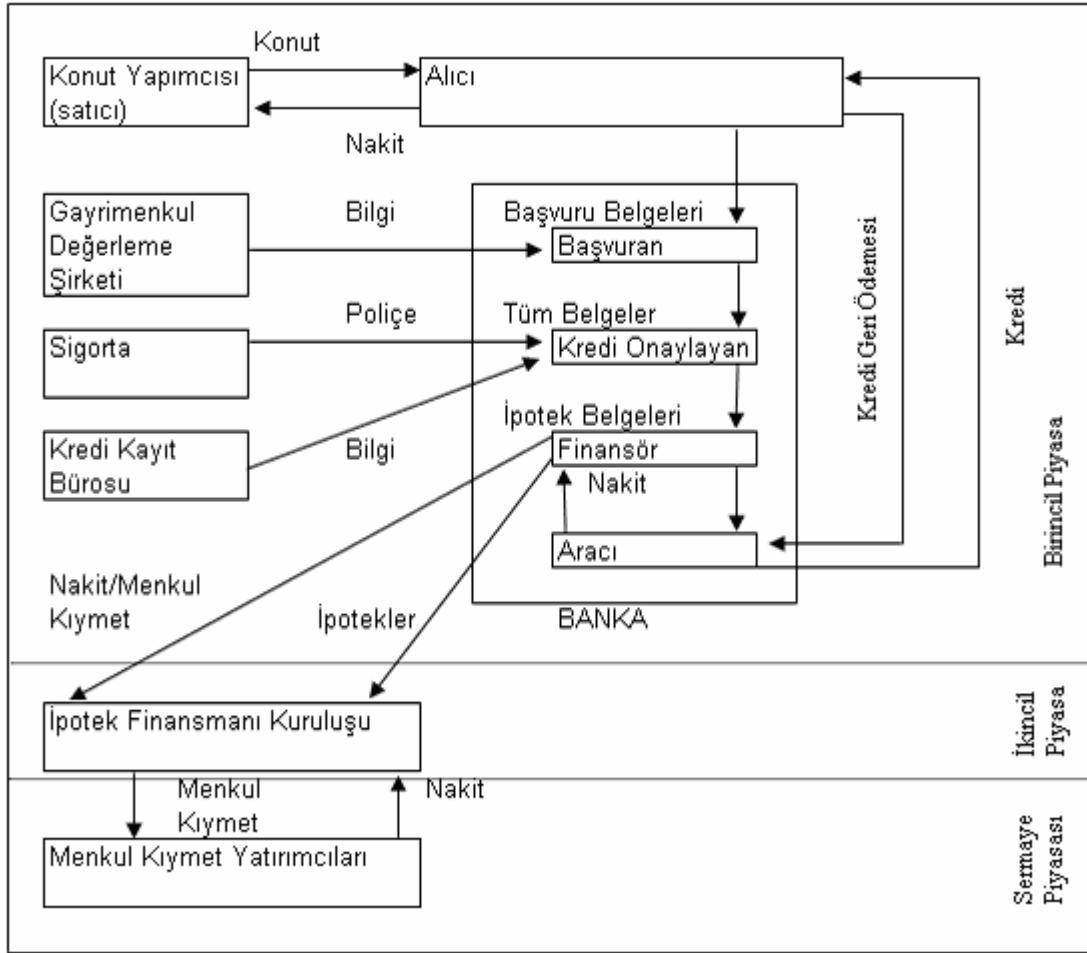 Konut
Konut Yapımcısı
(satıcı)
Alıcı
Nakit
Gayrimenkul
Değerleme
Şirketi
Bilgi
Başvuru Belgeleri
Başvuran
Sigorta
Poliçe
Tüm Belgeler
Kredi Onaylayan
Kredi Kayıt
Bürosu
Bilgi
İpotek Belgeleri
Finansör
Nakit
Aracı
BANKA
Nakit/Menkul
Kıymet
İpotekler
Kredi Geri Ödemesi
Kredi
Birincil Piyasa
İpotek Finansmanı Kuruluşu
İkincil
Piyasa
Menkul
Kıymet
Nakit
Menkul Kıymet Yatırımcıları
Sermaye
Piyasası